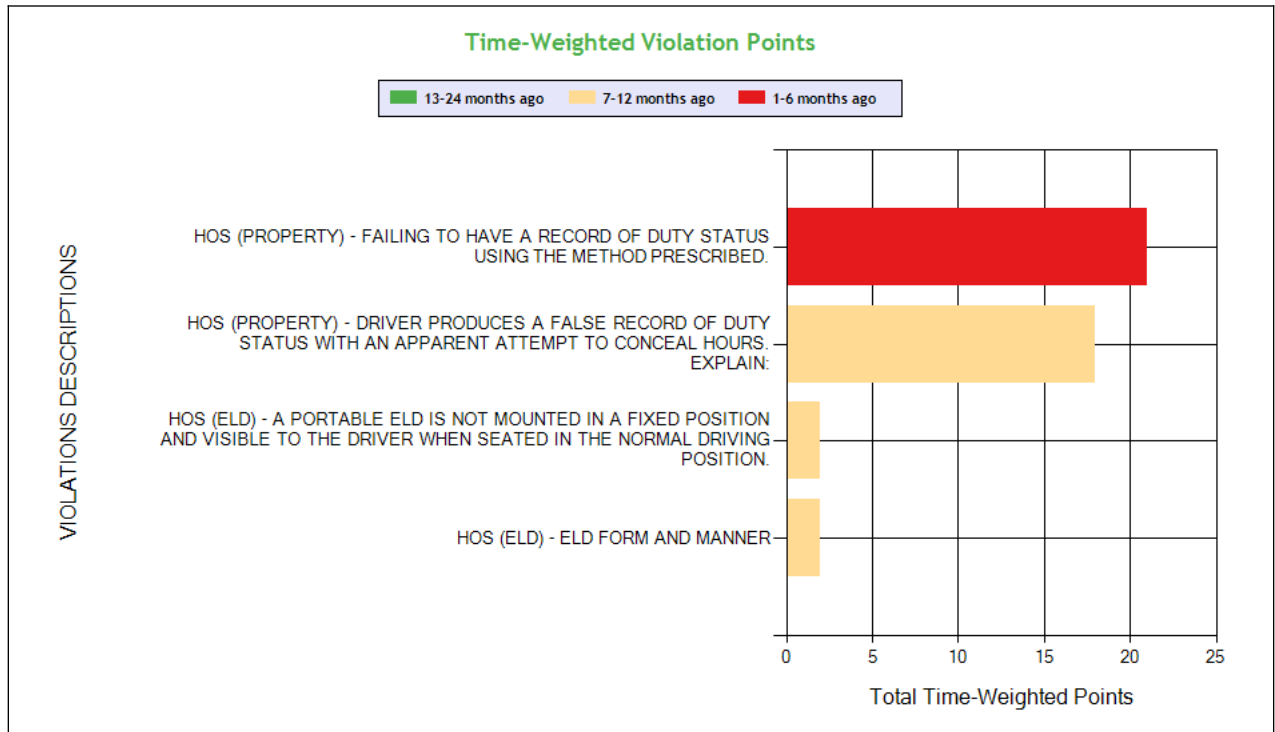 Time-Weighted Violation Points
13-24 months ago 7-12 months ago 1-6 months ago
VIOLATIONS DESCRIPTIONS
HOS (PROPERTY) - FAILING TO HAVE A RECORD OF DUTY STATUS
USING THE METHOD PRESCRIBED.
HOS (PROPERTY) - DRIVER PRODUCES A FALSE RECORD OF DUTY
STATUS WITH AN APPARENT ATTEMPT TO CONCEAL HOURS.
EXPLAIN:
HOS (ELD) - A PORTABLE ELD IS NOT MOUNTED IN A FIXED POSITION
AND VISIBLE TO THE DRIVER WHEN SEATED IN THE NORMAL DRIVING
POSITION.
HOS (ELD) - ELD FORM AND MANNER
0 5 10 15 20 25
Total Time-Weighted Points